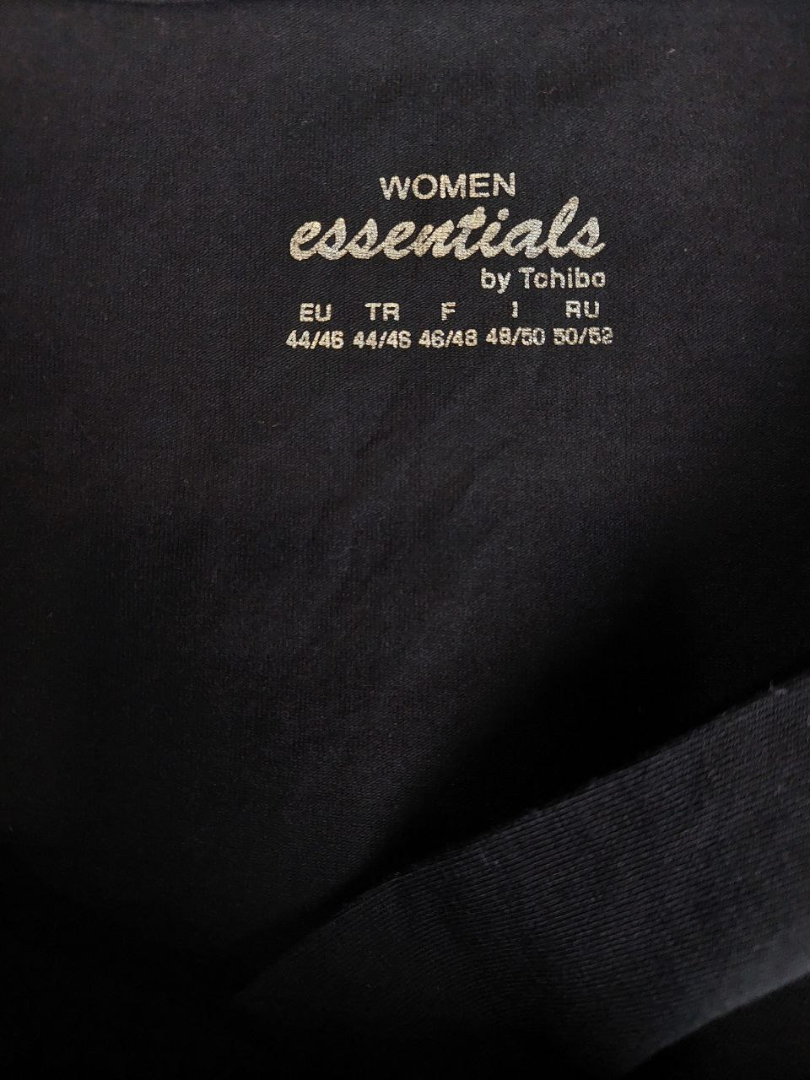 WOMEN
essentials
by Tchibo
EU TR F I RU
44/46 44/46 46/48 48/50 50/52